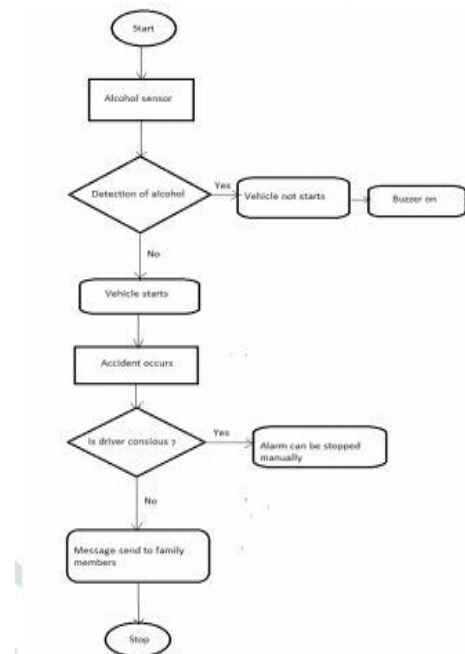 Start
Alcohol sensor
Detection of alcohol
Yes
Vehicle not starts
Buzzer on
No
Vehicle starts
Accident occurs
Is driver consious ?
Yes
Alarm can be stopped
manually
No
Message send to family
members
Stop